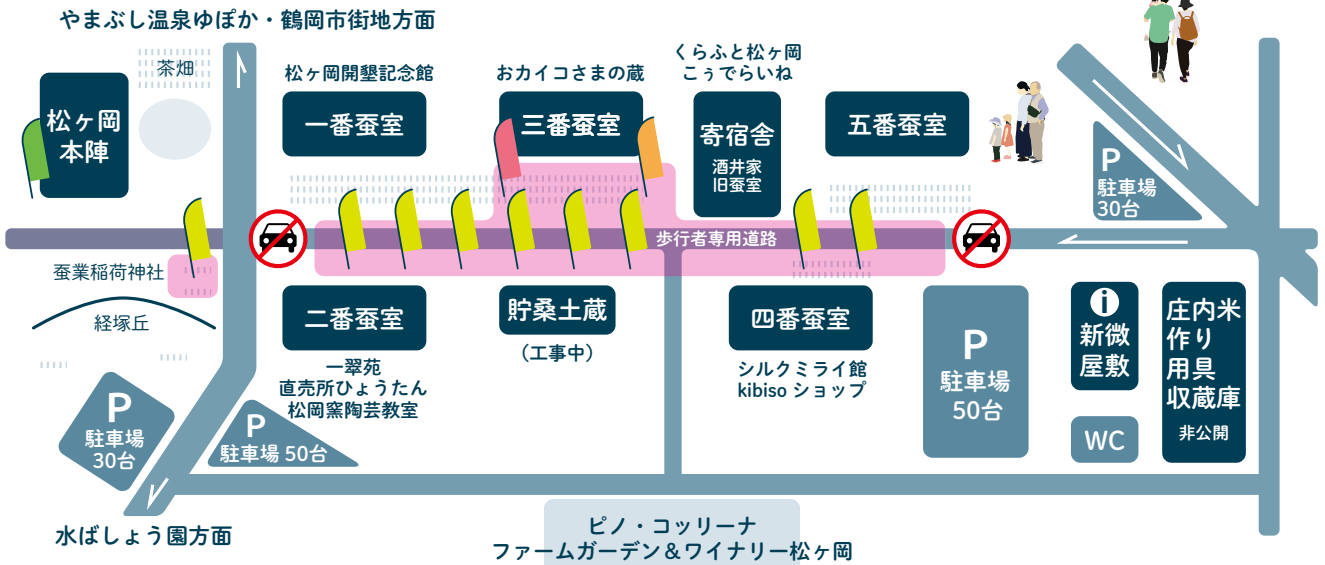 やまぶし温泉ゆぽか・鶴岡市街地方面
茶畑
松ヶ岡
本陣
松ヶ岡開墾記念館
一番蚕室
おカイコさまの蔵
三番蚕室
くらふと松ヶ岡
こぅでらいね
寄宿舎
酒井家
旧蚕室
五番蚕室
P
駐車場
30台
歩行者専用道路
蚕業稲荷神社
経塚丘
二番蚕室
一翠苑
直売所ひょうたん
松岡窯陶芸教室
貯桑土蔵
（工事中）
四番蚕室
シルクミライ館
kibiso ショップ
P
駐車場
50台
i
新徴
屋敷
WC
庄内米
作り
用具
収蔵庫
非公開
P
駐車場
30台
P
駐車場 50台
水ばしょう園方面
ピノ・コッリーナ
ファームガーデン＆ワイナリー松ヶ岡